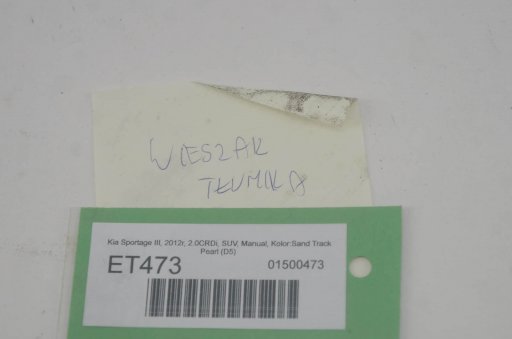 WIESZAK
TŁUMIKA
Kia Sportage III, 2012r, 2.0CRDi, SUV, Manual, Kolor:Sand Track
Pearl (D5)
ET473 01500473